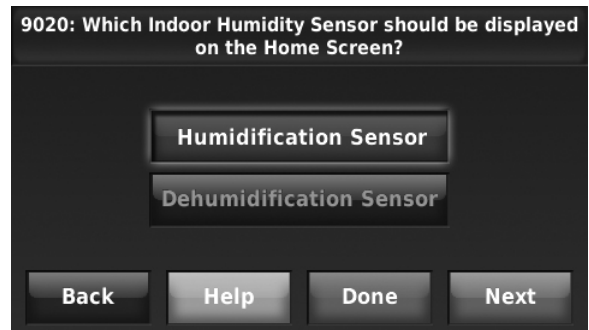 9020: Which Indoor Humidity Sensor should be displayed
on the Home Screen?
Humidification Sensor
Dehumidification Sensor
Back Help Done Next